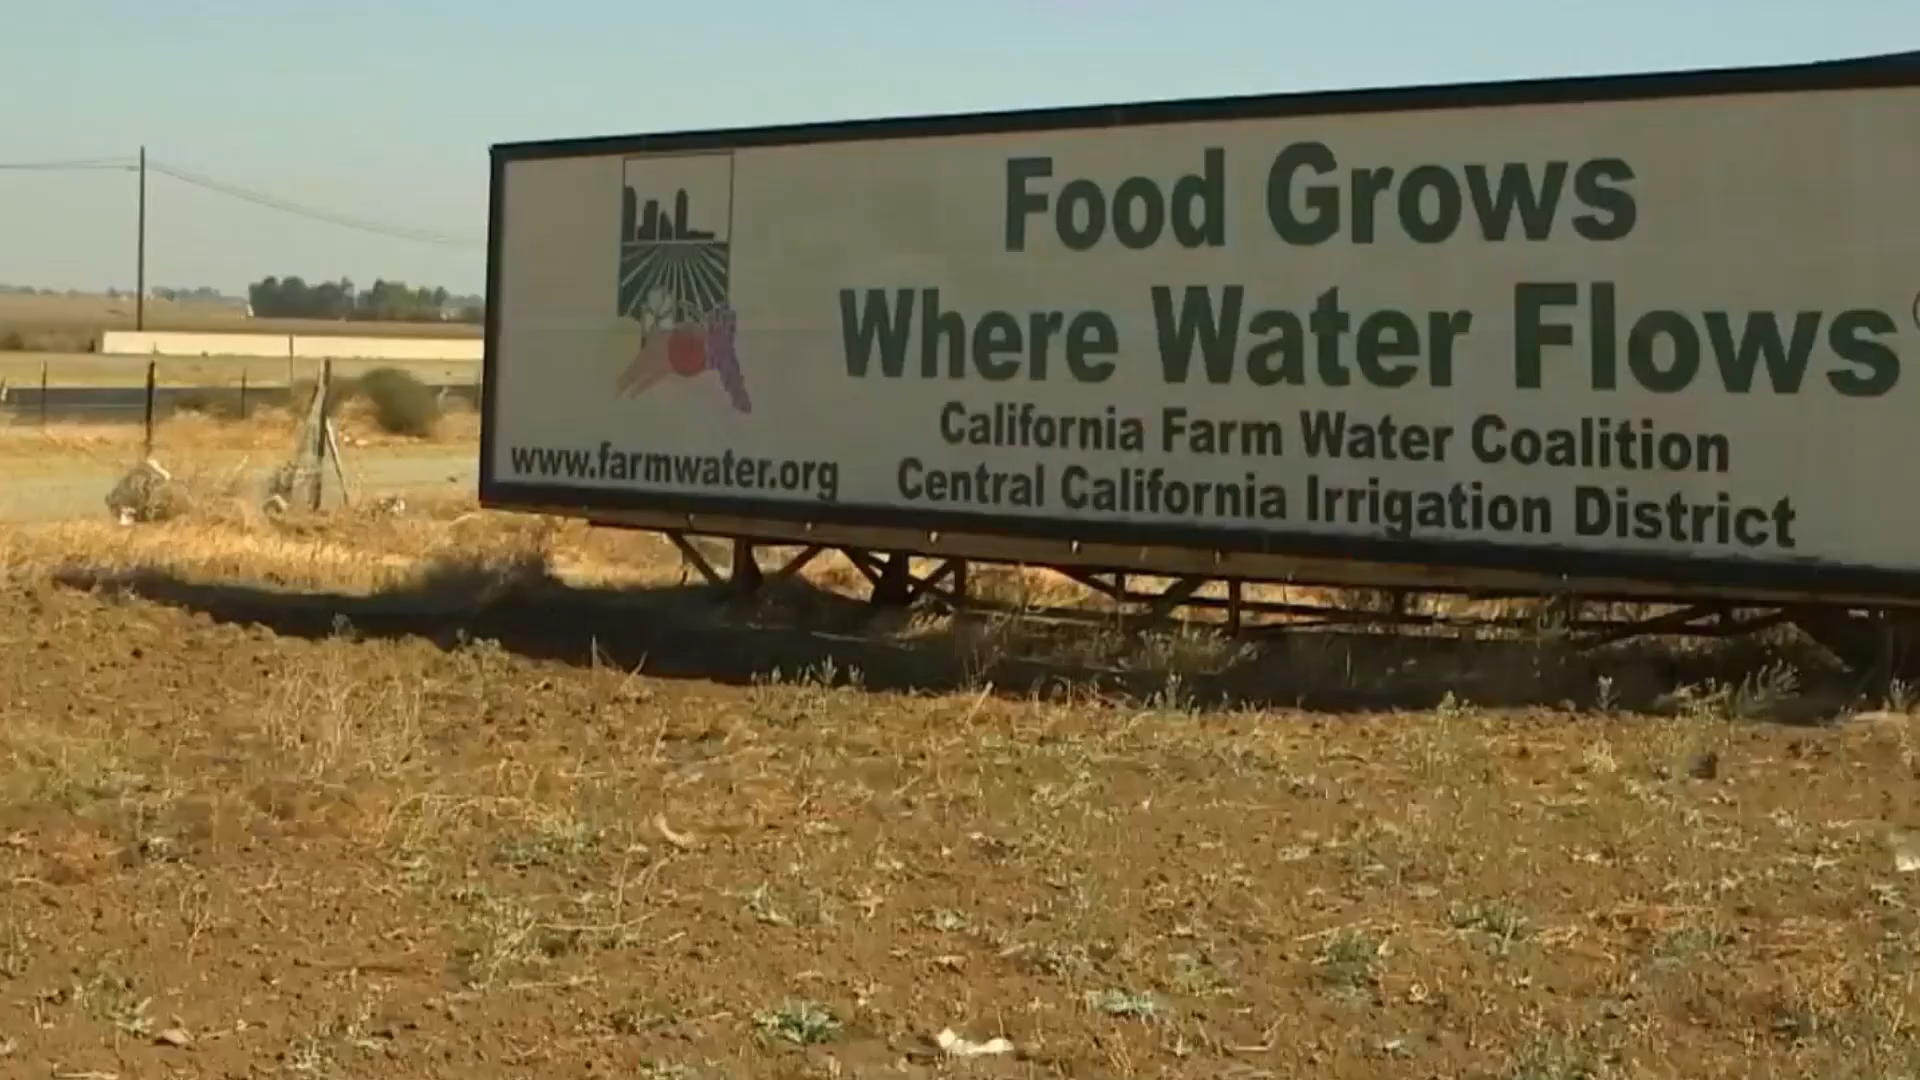 Food Grows
Where Water Flows
California Farm Water Coalition
www.farmwater.org
Central California Irrigation District